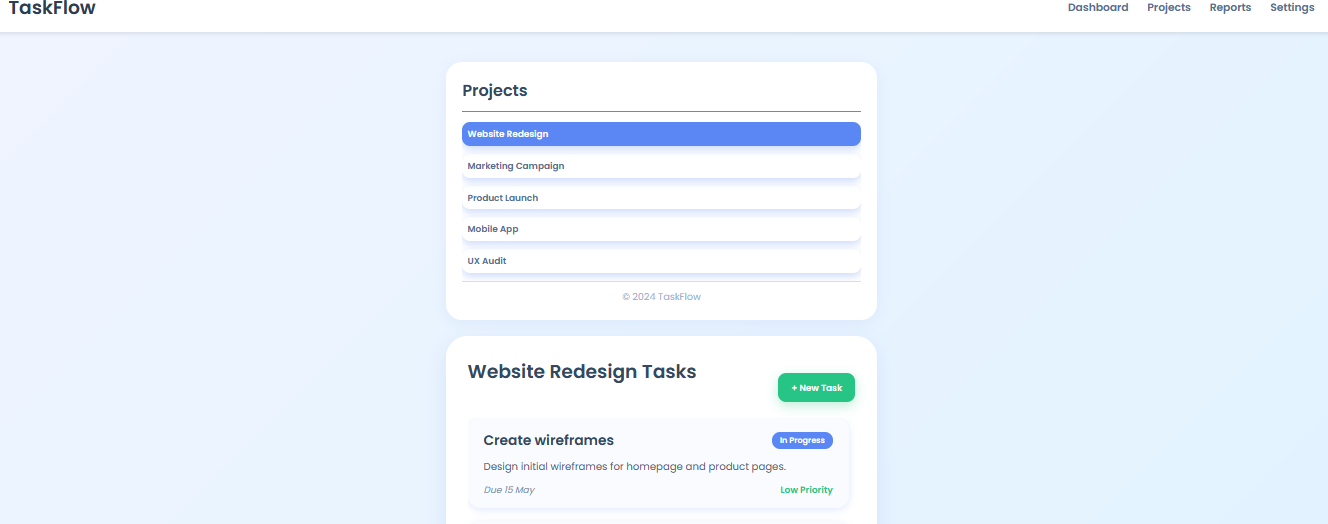 TaskFlow
Dashboard Projects Reports Settings
Projects
Website Redesign
Marketing Campaign
Product Launch
Mobile App
UX Audit
© 2024 TaskFlow
Website Redesign Tasks
+ New Task
Create wireframes
In Progress
Design initial wireframes for homepage and product pages.
Due 15 May
Low Priority